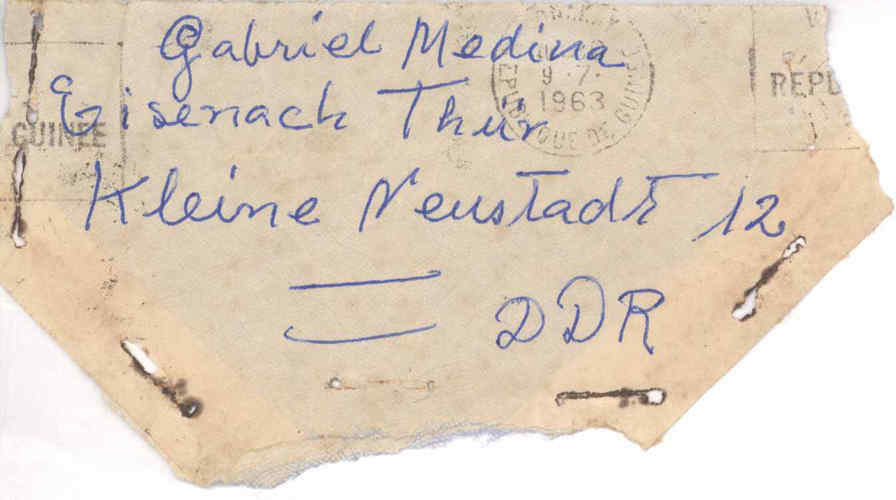 Gabriel Medina
Eisenach Thür
Kleine Neustadt 12
DDR
GUINEE
9 . 7 .
1963
REPUBLIQUE DE GUINEE
REPU